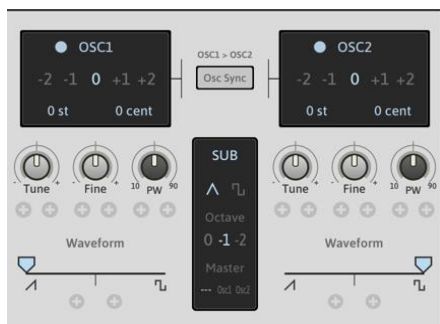 OSC1
OSC1 > OSC2
OSC2
-2 -1 0 +1 +2
Osc Sync
-2 -1 0 +1 +2
0 st 0 cent
0 st 0 cent
SUB
- Tune + - Fine + 10 PW 90
- Tune + - Fine + 10 PW 90
Octave
0 -1 -2
Waveform
Waveform
Master
--- Osc1 Osc2